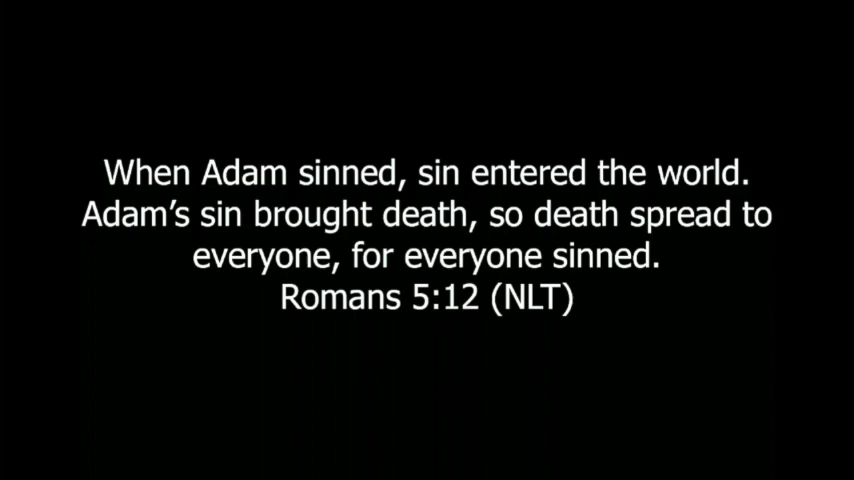 When Adam sinned, sin entered the world.
Adam’s sin brought death, so death spread to
everyone, for everyone sinned.
Romans 5:12 (NLT)